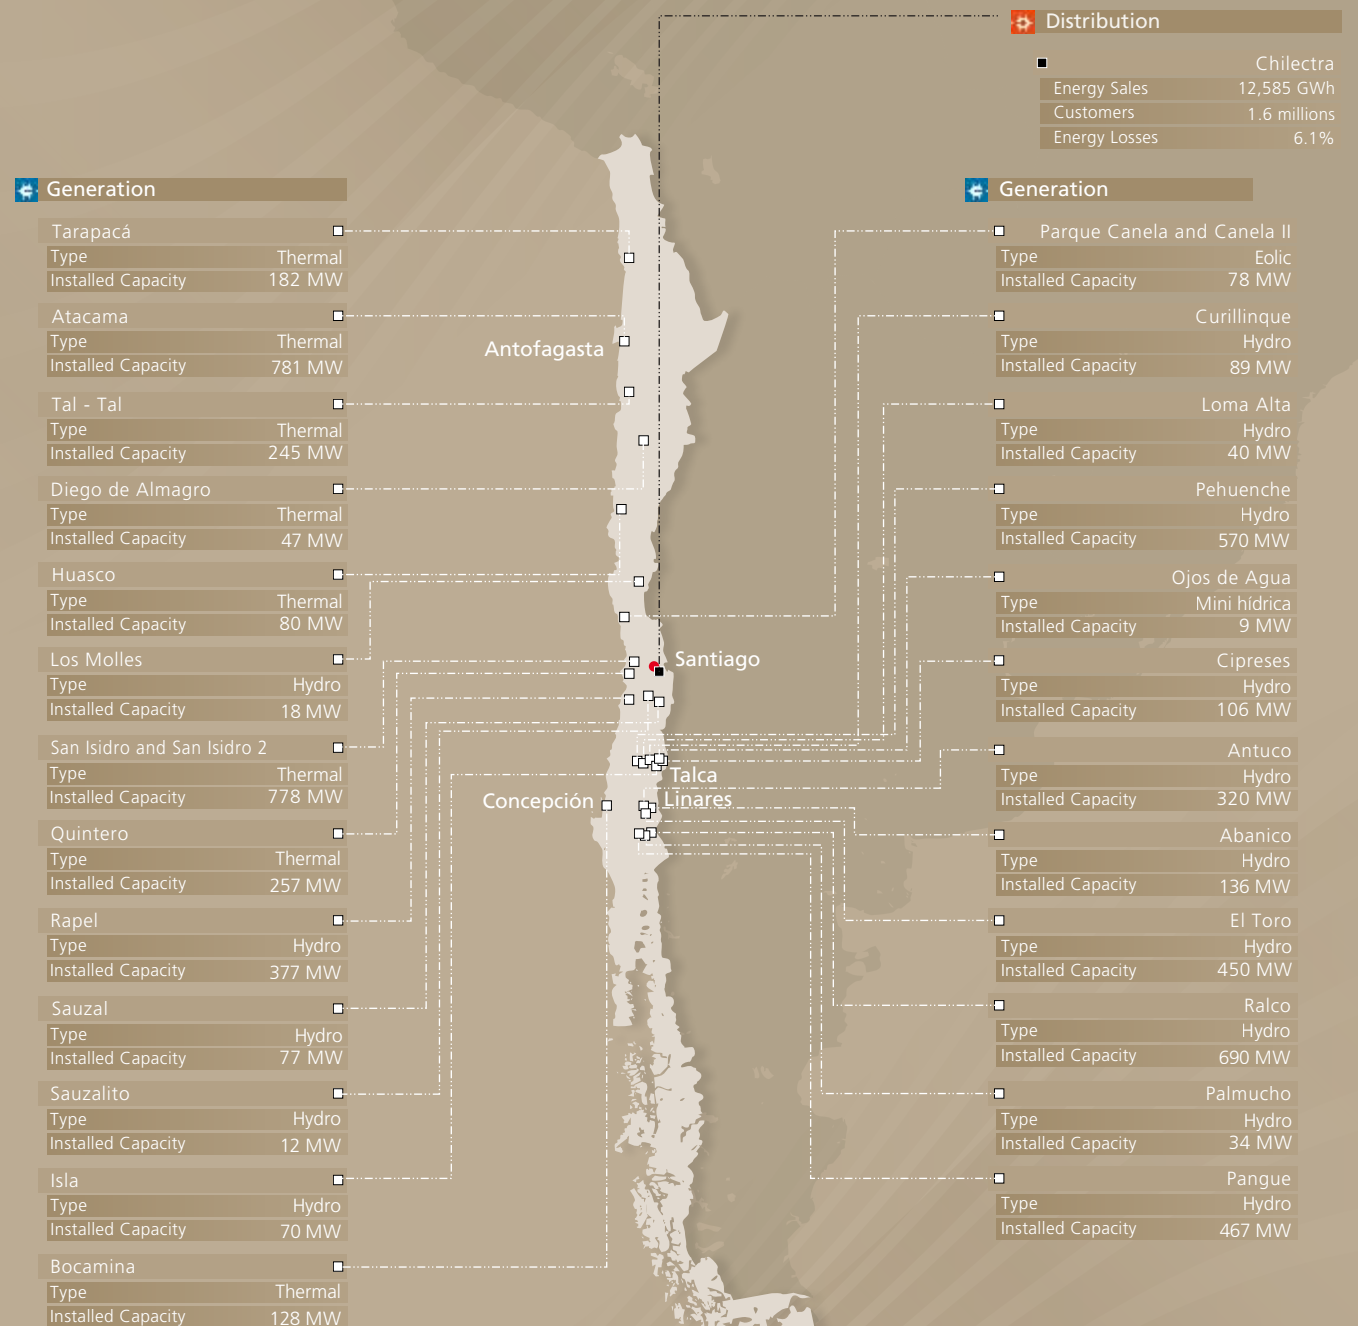 Distribution
Chilectra
Energy Sales 12,585 GWh
Customers 1.6 millions
Energy Losses 6.1%
Generation
Tarapacá
Type Thermal
Installed Capacity 182 MW
Atacama
Type Thermal
Installed Capacity 781 MW
Tal - Tal
Type Thermal
Installed Capacity 245 MW
Diego de Almagro
Type Thermal
Installed Capacity 47 MW
Huasco
Type Thermal
Installed Capacity 80 MW
Los Molles
Type Hydro
Installed Capacity 18 MW
San Isidro and San Isidro 2
Type Thermal
Installed Capacity 778 MW
Quintero
Type Thermal
Installed Capacity 257 MW
Rapel
Type Hydro
Installed Capacity 377 MW
Sauzal
Type Hydro
Installed Capacity 77 MW
Sauzalito
Type Hydro
Installed Capacity 12 MW
Isla
Type Hydro
Installed Capacity 70 MW
Bocamina
Type Thermal
Installed Capacity 128 MW
Antofagasta
Santiago
Talca
Linares
Concepción
Generation
Parque Canela and Canela II
Type Eolic
Installed Capacity 78 MW
Curillinque
Type Hydro
Installed Capacity 89 MW
Loma Alta
Type Hydro
Installed Capacity 40 MW
Pehuenche
Type Hydro
Installed Capacity 570 MW
Ojos de Agua
Type Mini hídrica
Installed Capacity 9 MW
Cipreses
Type Hydro
Installed Capacity 106 MW
Antuco
Type Hydro
Installed Capacity 320 MW
Abanico
Type Hydro
Installed Capacity 136 MW
El Toro
Type Hydro
Installed Capacity 450 MW
Ralco
Type Hydro
Installed Capacity 690 MW
Palmucho
Type Hydro
Installed Capacity 34 MW
Pangue
Type Hydro
Installed Capacity 467 MW